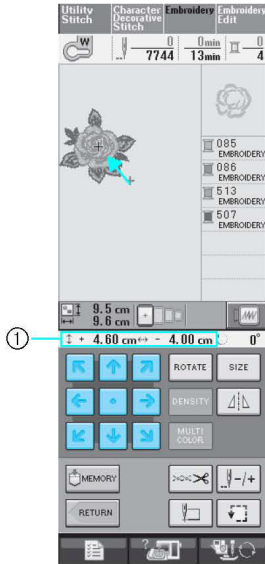 Utility Stitch
Character Decorative Stitch
Embroidery
Embroidery Edit
W
0
7744
0min
13min
0
4
085
EMBROIDERY
086
EMBROIDERY
513
EMBROIDERY
507
EMBROIDERY
9.5 cm
9.6 cm
① + 4.60 cm - 4.00 cm 0°
ROTATE
SIZE
DENSITY
MULTI COLOR
MEMORY
-/+
RETURN